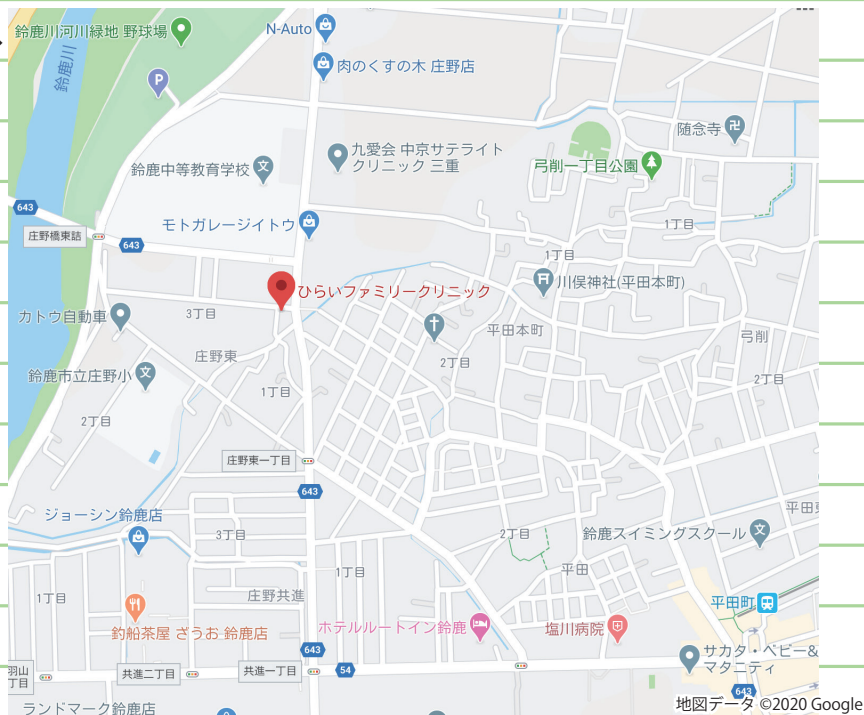 鈴鹿川河川緑地 野球場
N-Auto
鈴鹿川
P
肉のくすの木 庄野店
随念寺
九愛会 中京サテライト
クリニック 三重
弓削一丁目公園
鈴鹿中等教育学校
文
643
モトガレージイトウ
1丁目
庄野橋東詰
643
1丁目
川俣神社(平田本町)
ひらいファミリークリニック
カトウ自動車
3丁目
平田本町
弓削
庄野東
2丁目
鈴鹿市立庄野小
文
2丁目
1丁目
2丁目
庄野東一丁目
643
ジョーシン鈴鹿店
平田
3丁目
2丁目
鈴鹿スイミングスクール
文
1丁目
平田
1丁目
庄野共進
平田町
釣船茶屋 ざうお 鈴鹿店
ホテルルートイン鈴鹿
塩川病院
643
サカタ・ベビー&
マタニティ
羽山
丁目
共進二丁目
共進一丁目
54
643
ランドマーク鈴鹿店
地図データ ©2020 Google